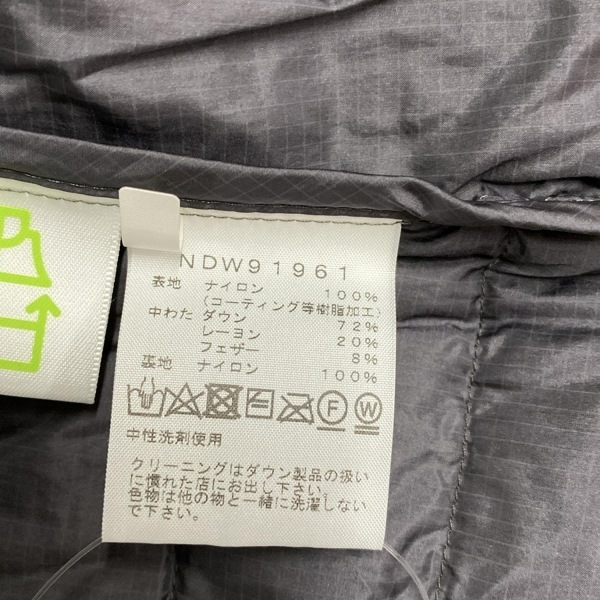 NDW91961
表地 ナイロン 100%
(コーティング等樹脂加工)
中わた ダウン 72%
レーヨン 20%
フェザー 8%
裏地 ナイロン 100%
F W
中性洗剤使用
クリーニングはダウン製品の扱い
に慣れた店にお出し下さい。
色物は他の物と一緒に洗濯しない
で下さい。